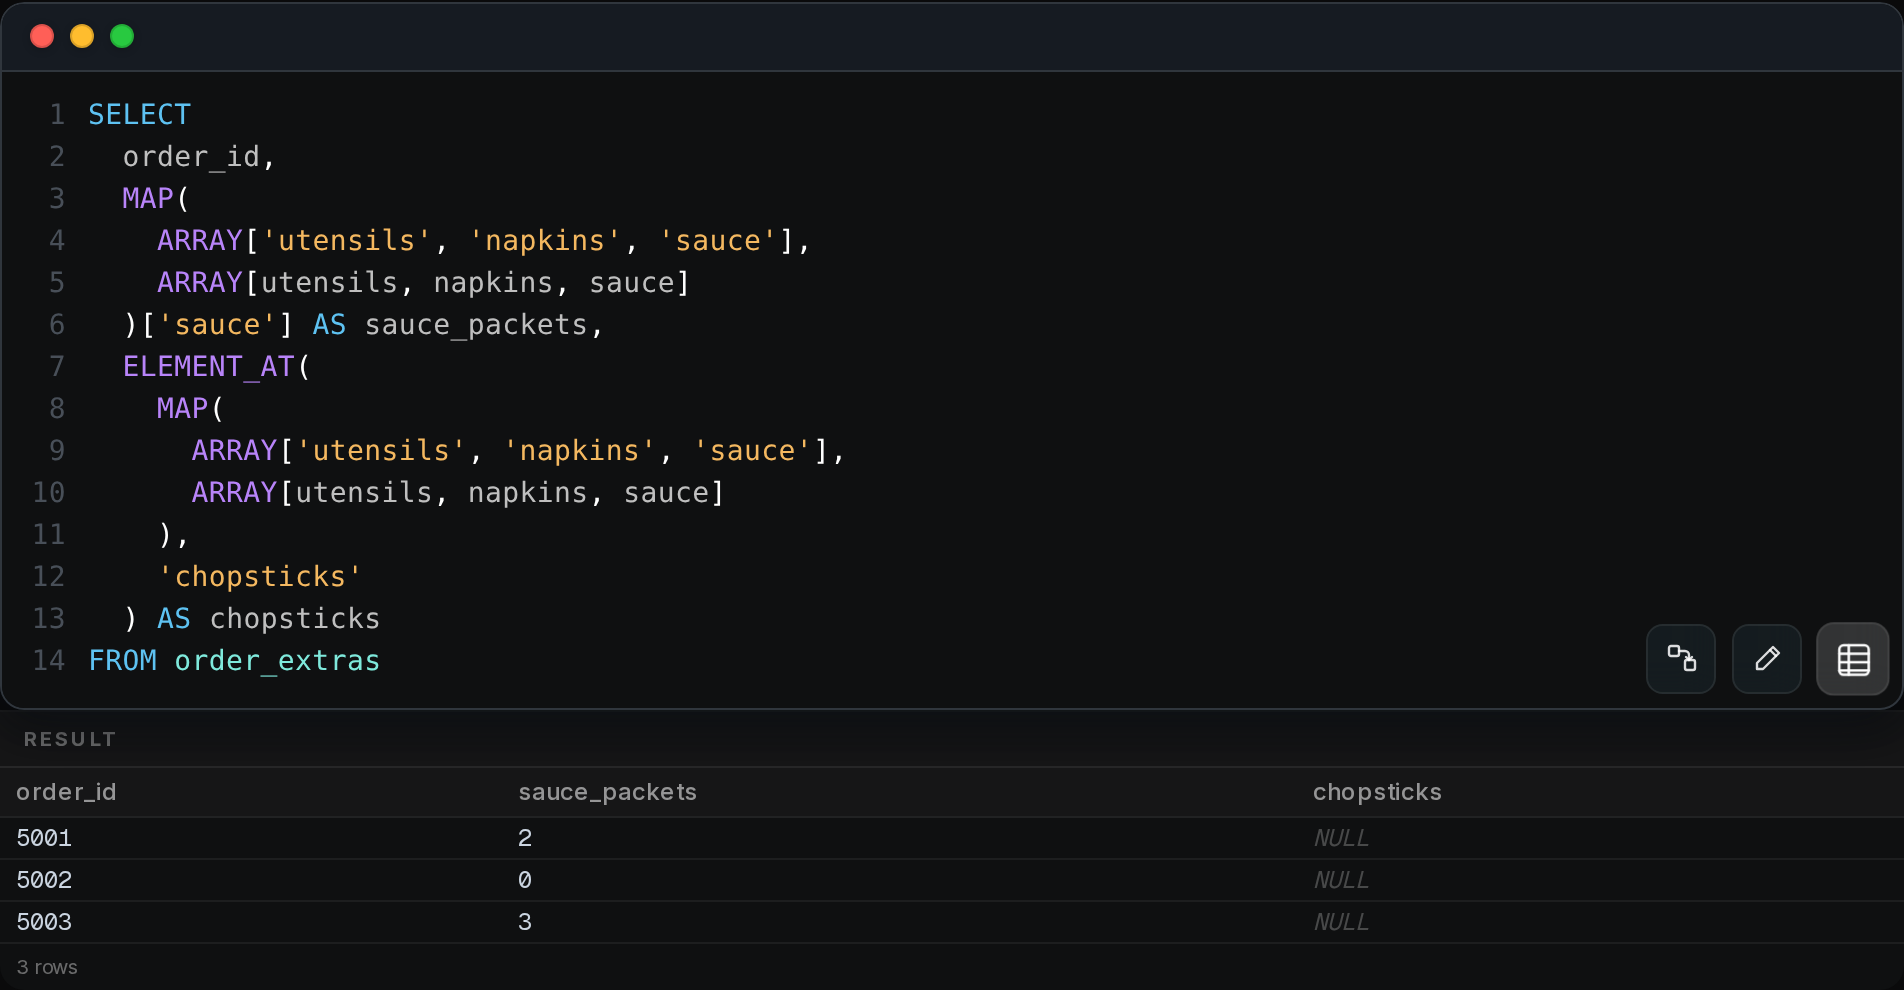 1 SELECT
2   order_id,
3   MAP(
4     ARRAY['utensils', 'napkins', 'sauce'],
5     ARRAY[utensils, napkins, sauce]
6   )['sauce'] AS sauce_packets,
7   ELEMENT_AT(
8     MAP(
9       ARRAY['utensils', 'napkins', 'sauce'],
10       ARRAY[utensils, napkins, sauce]
11     ),
12     'chopsticks'
13   ) AS chopsticks
14 FROM order_extras
RESULT
order_id sauce_packets chopsticks
5001 2 NULL
5002 0 NULL
5003 3 NULL
3 rows